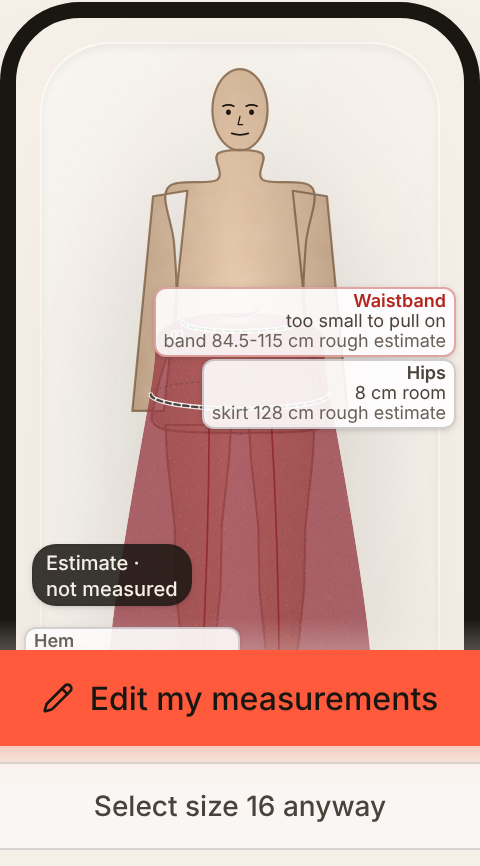 Waistband
too small to pull on
band 84.5-115 cm rough estimate
Hips
8 cm room
skirt 128 cm rough estimate
Estimate ·
not measured
Hem
Edit my measurements
Select size 16 anyway